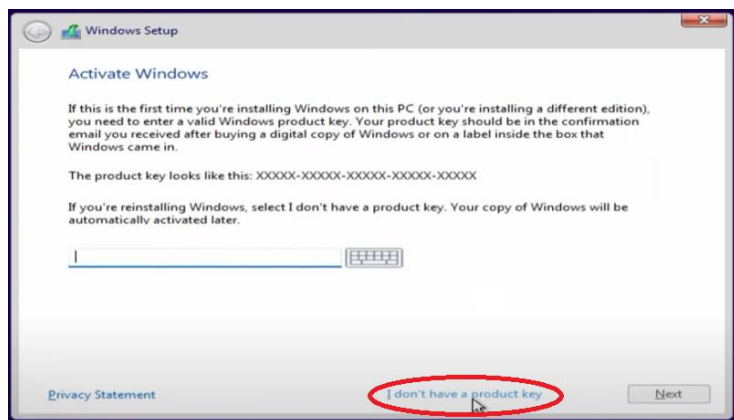 Windows Setup
Activate Windows
If this is the first time you're installing Windows on this PC (or you're installing a different edition),
you need to enter a valid Windows product key. Your product key should be in the confirmation
email you received after buying a digital copy of Windows or on a label inside the box that
Windows came in.
The product key looks like this: XXXXX-XXXXX-XXXXX-XXXXX-XXXXX
If you're reinstalling Windows, select I don't have a product key. Your copy of Windows will be
automatically activated later.
Privacy Statement
I don't have a product key
Next